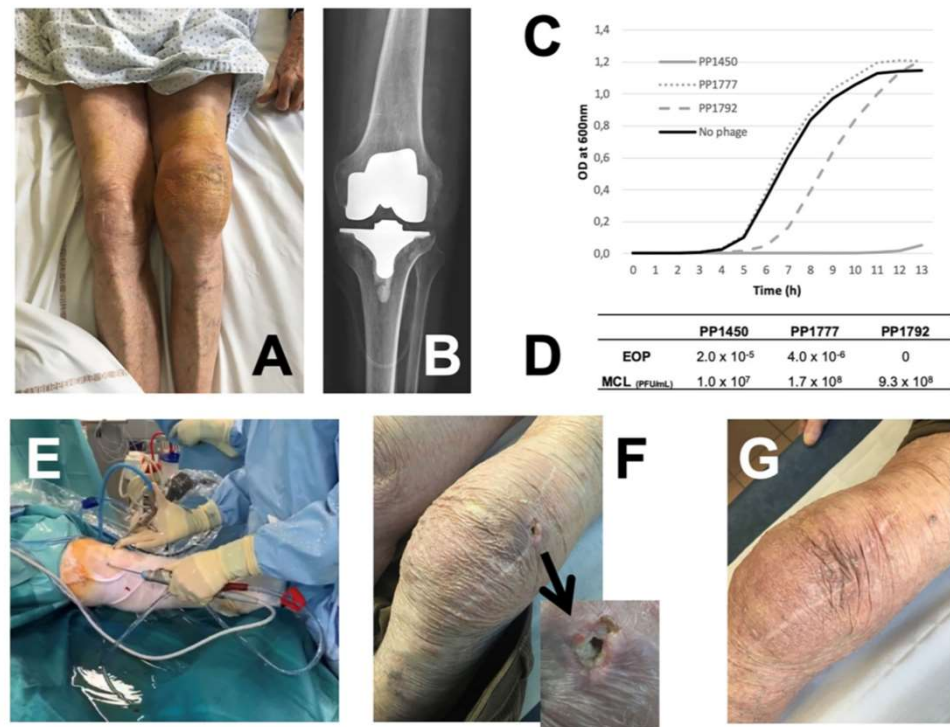 A
B
C
1,4
1,2
1,0
0,8
0,6
0,4
0,2
0,0
OD at 600nm
PP1450
PP1777
PP1792
No phage
0 1 2 3 4 5 6 7 8 9 10 11 12 13
Time (h)
D
PP1450 PP1777 PP1792
EOP 2.0 x 10⁻⁵ 4.0 x 10⁻⁶ 0
MCL (PFU/mL) 1.0 x 10⁷ 1.7 x 10⁸ 9.3 x 10⁸
E
F
G